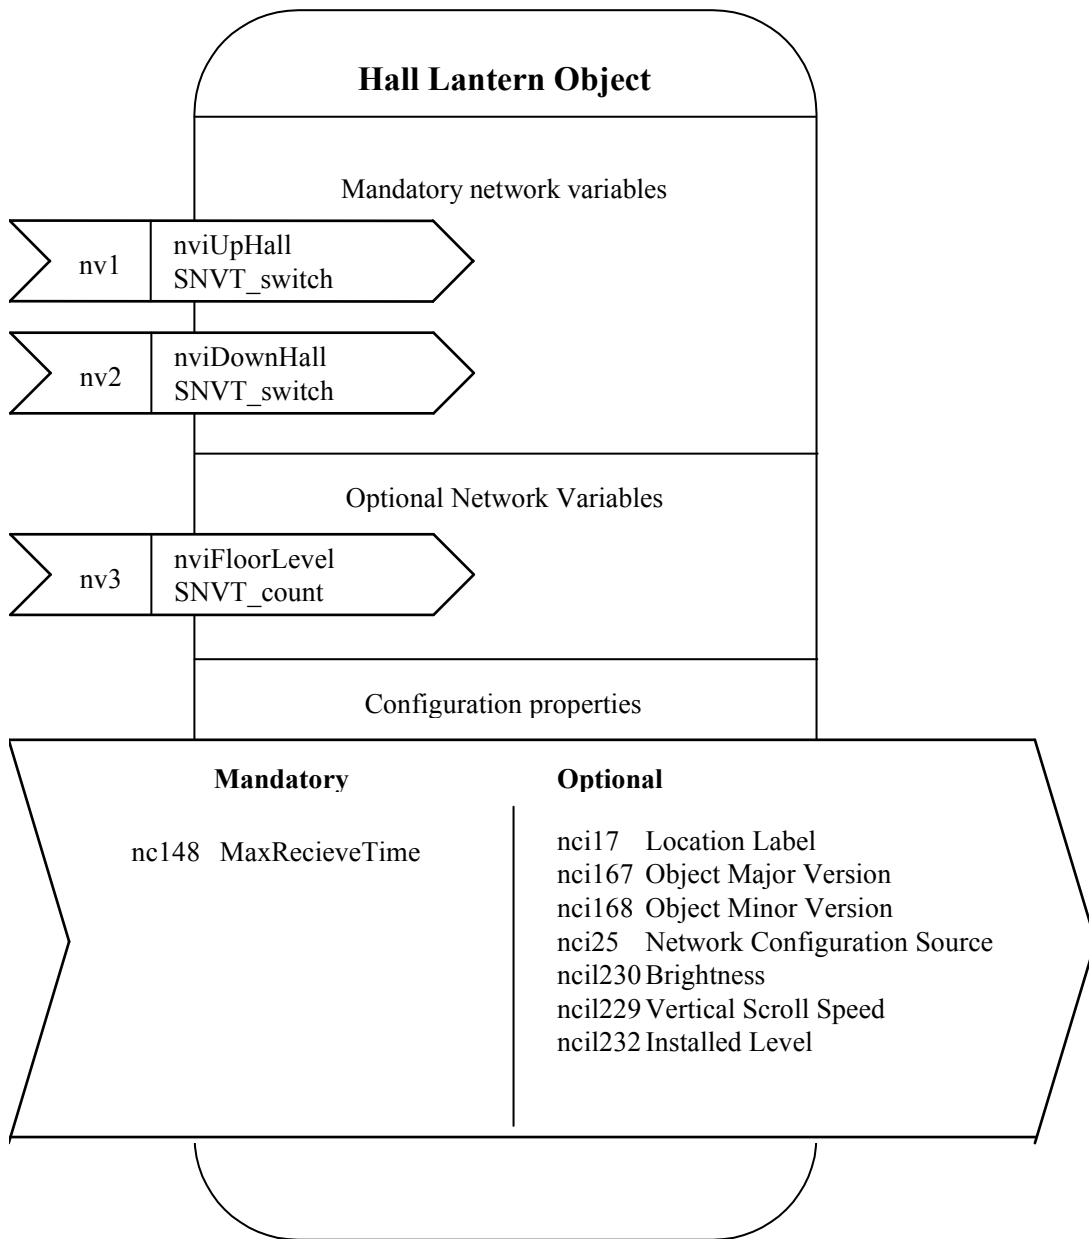 Hall Lantern Object
Mandatory network variables
nv1
nviUpHall
SNVT_switch
nv2
nviDownHall
SNVT_switch
Optional Network Variables
nv3
nviFloorLevel
SNVT_count
Configuration properties
Mandatory
nc148 MaxRecieveTime
Optional
nci17 Location Label
nci167 Object Major Version
nci168 Object Minor Version
nci25 Network Configuration Source
ncil230 Brightness
ncil229 Vertical Scroll Speed
ncil232 Installed Level